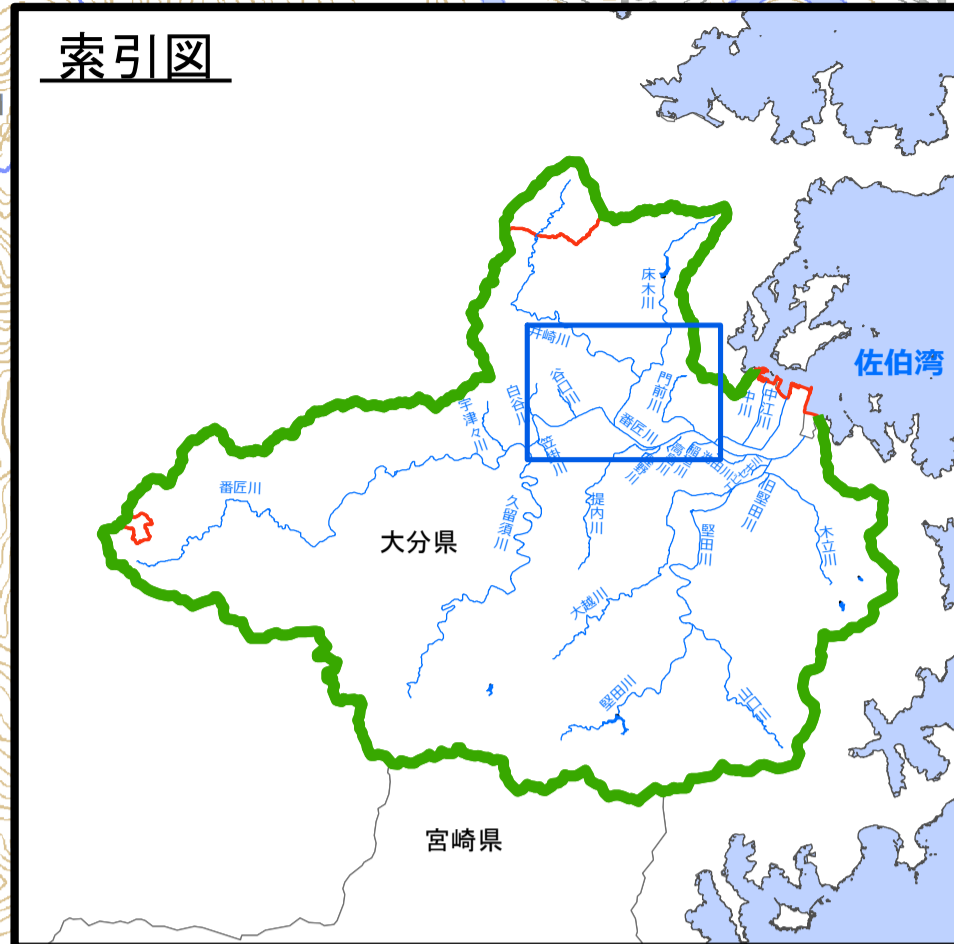 索引図
床木川
佐伯湾
井崎川
谷口川
門前川
中江川
中川
白谷川
宇津々川
番匠川
笠掛川
旧堅田川
番匠川
久留須川
提内川
堅田川
木立川
大分県
大越川
堅田川
山口川
宮崎県